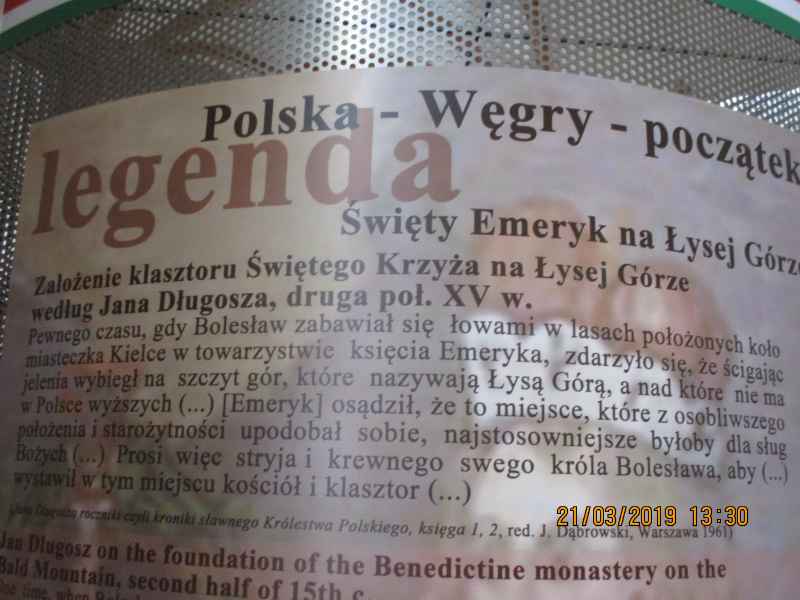 Polska - Węgry - początek
legenda
Święty Emeryk na Łysej Górze
Założenie klasztoru Świętego Krzyża na Łysej Górze
według Jana Długosza, druga poł. XV w.
Pewnego czasu, gdy Bolesław zabawiał się łowami w lasach położonych koło
miasteczka Kielce w towarzystwie księcia Emeryka, zdarzyło się, że ścigając
jelenia wybiegł na szczyt gór, które nazywają Łysą Górą, a nad które nie ma
w Polsce wyższych (...) [Emeryk] osądził, że to miejsce, które z osobliwszego
położenia i starożytności upodobał sobie, najstosowniejsze byłoby dla sług
Bożych (...) Prosi więc stryja i krewnego swego króla Bolesława, aby (...)
wystawił w tym miejscu kościół i klasztor (...)
(Jana Długosza roczniki czyli kroniki sławnego Królestwa Polskiego, księga 1, 2, red. J. Dąbrowski, Warszawa 1961)
21/03/2019 13:30
Jan Dlugosz on the foundation of the Benedictine monastery on the
Bald Mountain, second half of 15th c.
time, when